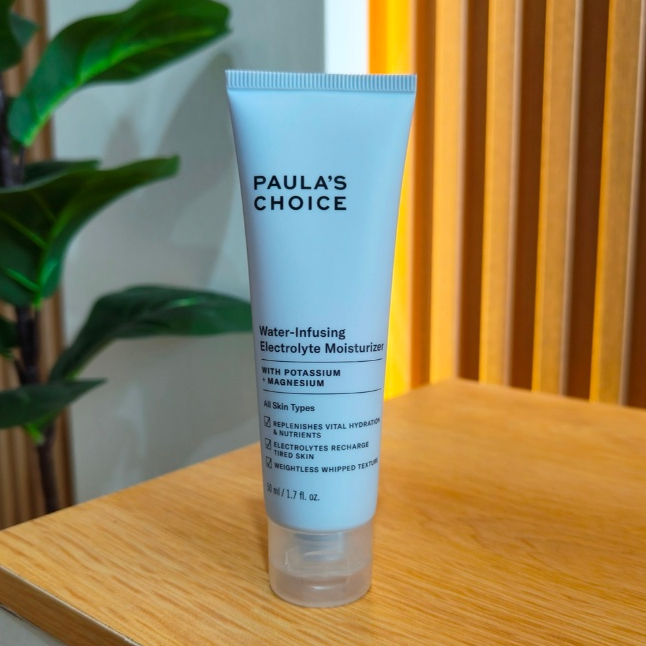 PAULA'S
CHOICE
Water-Infusing
Electrolyte Moisturizer
WITH POTASSIUM
+ MAGNESIUM
All Skin Types
REPLENISHES VITAL HYDRATION
& NUTRIENTS
ELECTROLYTES RECHARGE
TIRED SKIN
WEIGHTLESS WHIPPED TEXTURE
50 ml / 1.7 fl. oz.